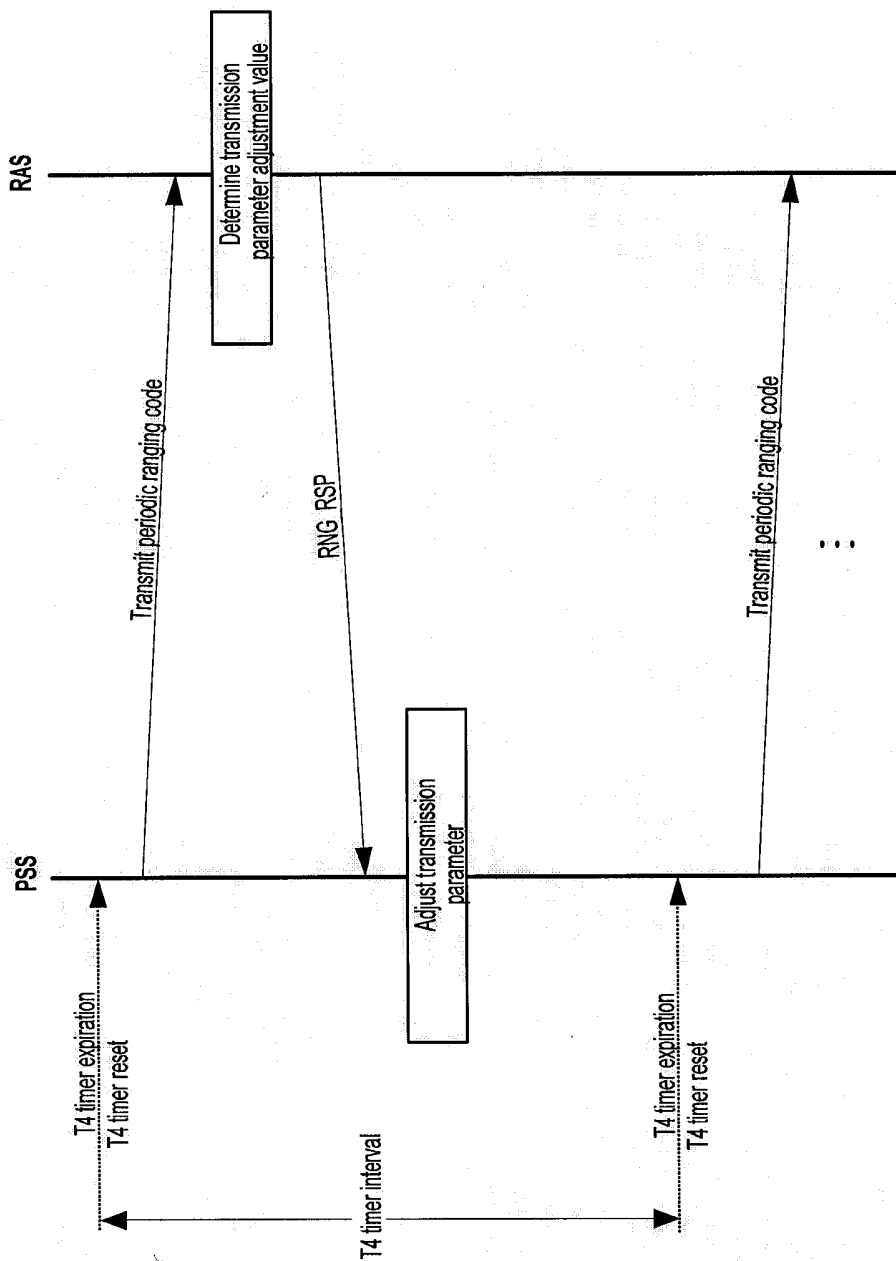 PSS
RAS
T4 timer expiration
T4 timer reset
Transmit periodic ranging code
Determine transmission
parameter adjustment value
RNG_RSP
T4 timer interval
Adjust transmission
parameter
T4 timer expiration
T4 timer reset
Transmit periodic ranging code
...